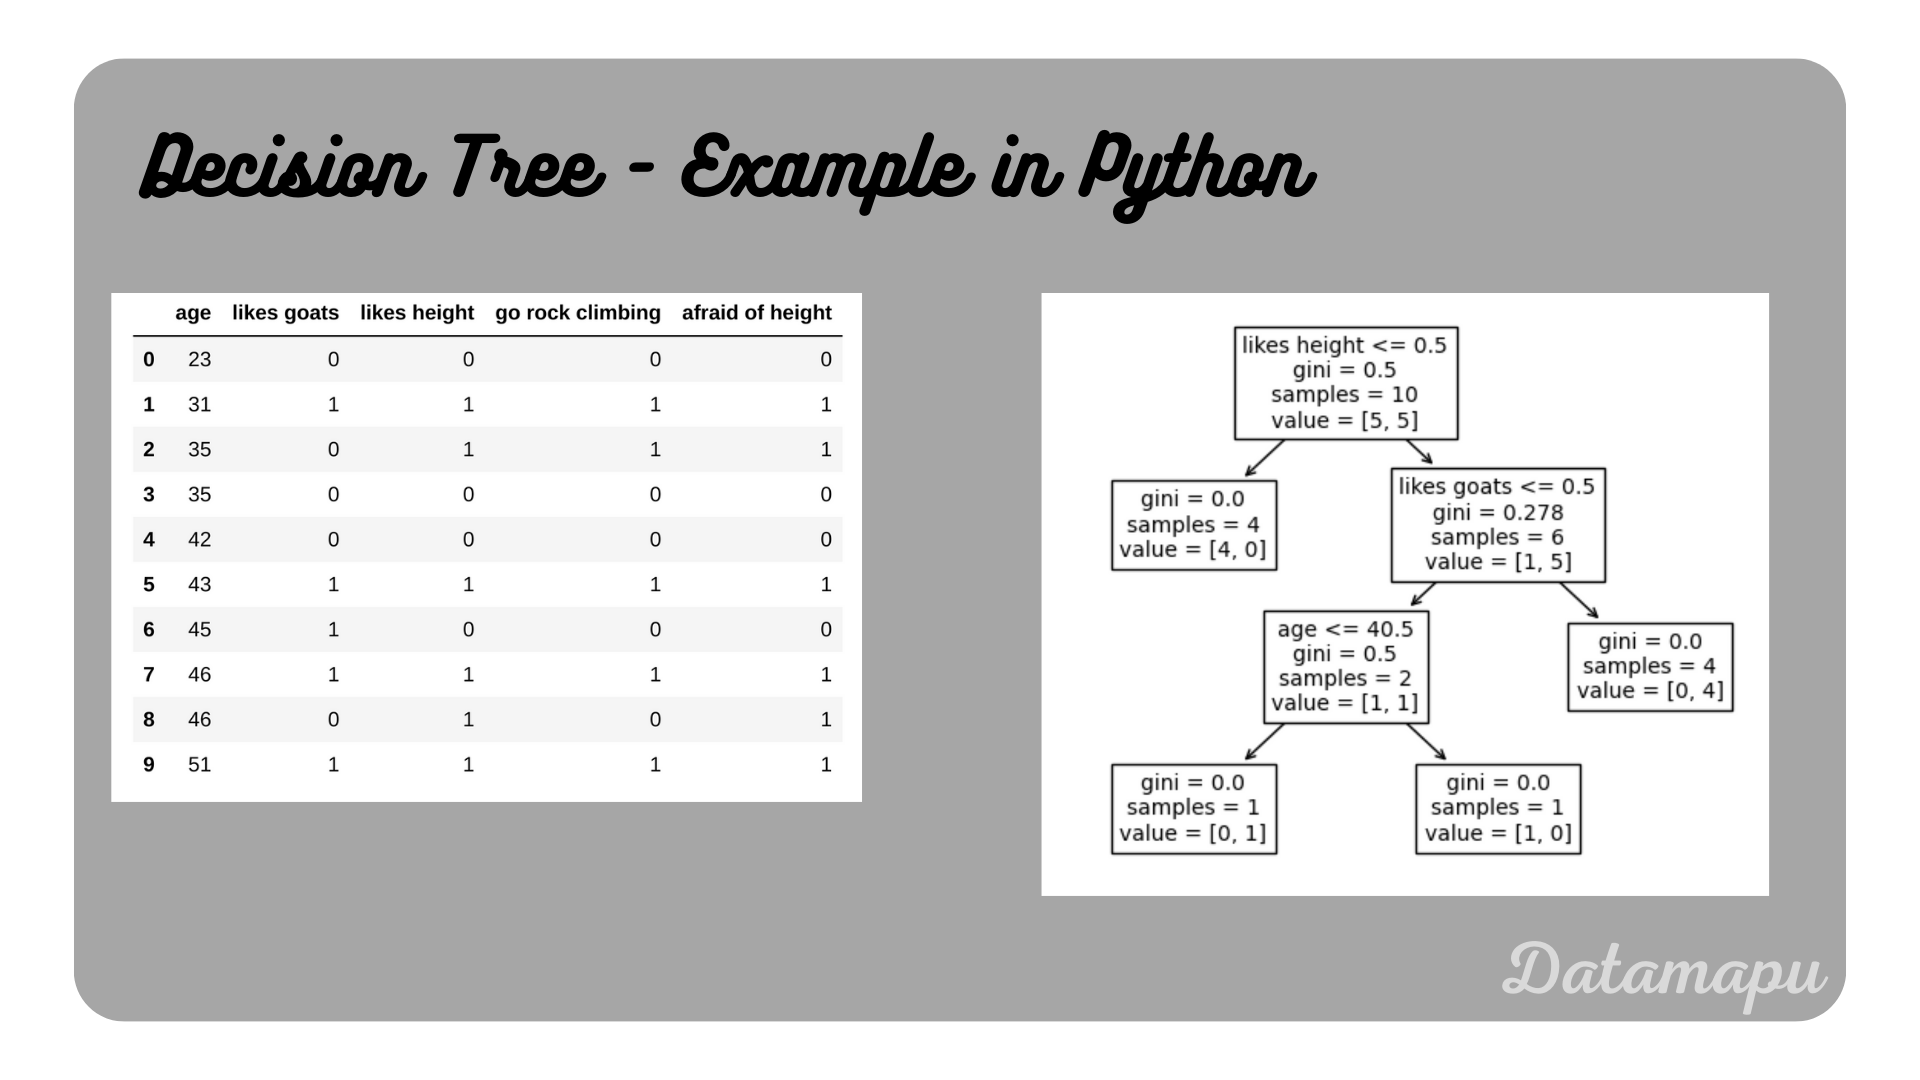 Decision Tree - Example in Python
age likes goats likes height go rock climbing afraid of height
0 23 0 0 0 0
1 31 1 1 1 1
2 35 0 1 1 1
3 35 0 0 0 0
4 42 0 0 0 0
5 43 1 1 1 1
6 45 1 0 0 0
7 46 1 1 1 1
8 46 0 1 0 1
9 51 1 1 1 1
likes height <= 0.5
gini = 0.5
samples = 10
value = [5, 5]
gini = 0.0
samples = 4
value = [4, 0]
likes goats <= 0.5
gini = 0.278
samples = 6
value = [1, 5]
age <= 40.5
gini = 0.5
samples = 2
value = [1, 1]
gini = 0.0
samples = 4
value = [0, 4]
gini = 0.0
samples = 1
value = [0, 1]
gini = 0.0
samples = 1
value = [1, 0]
Datamapu